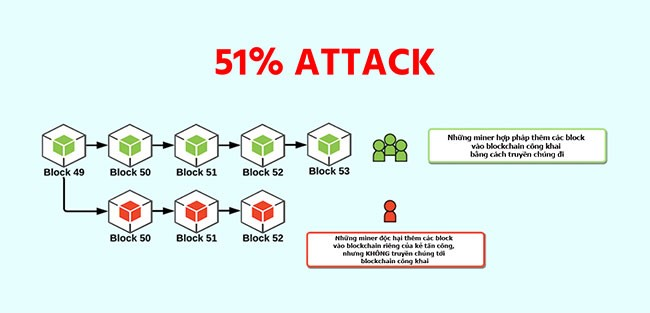 51% ATTACK
Block 49 Block 50 Block 51 Block 52 Block 53
Những miner hợp pháp thêm các block
vào blockchain công khai
bằng cách truyền chúng đi
Block 50 Block 51 Block 52
Những miner độc hại thêm các block
vào blockchain riêng của kẻ tấn công,
nhưng KHÔNG truyền chúng tới
blockchain công khai